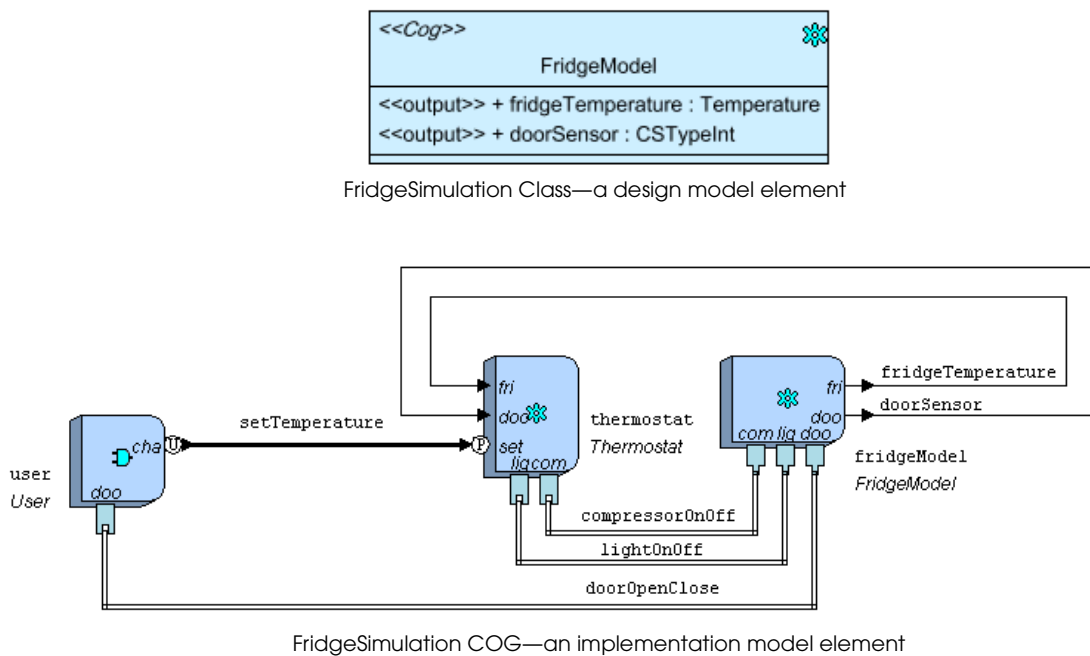 <<Cog>>
FridgeModel
<<output>> + fridgeTemperature : Temperature
<<output>> + doorSensor : CSTypeInt
FridgeSimulation Class—a design model element
fri
fri
fridgeTemperature
doo
doo
doorSensor
setTemperature
thermostat
Thermostat
cha
U
P
set
com liq doo
liq com
fridgeModel
FridgeModel
user
User
doo
compressorOnOff
lightOnOff
doorOpenClose
FridgeSimulation COG—an implementation model element